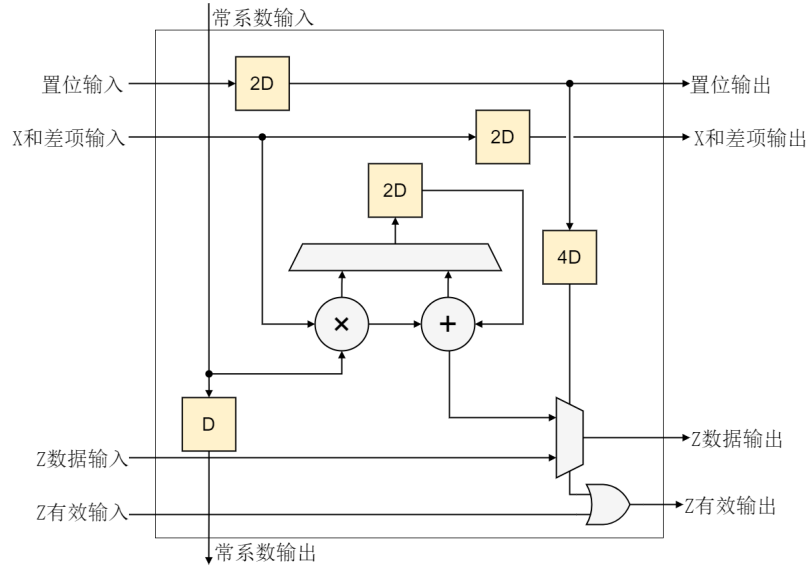 常系数输入
置位输入
2D
置位输出
X和差项输入
2D
X和差项输出
2D
4D
×
+
D
Z数据输入
Z数据输出
Z有效输入
Z有效输出
常系数输出